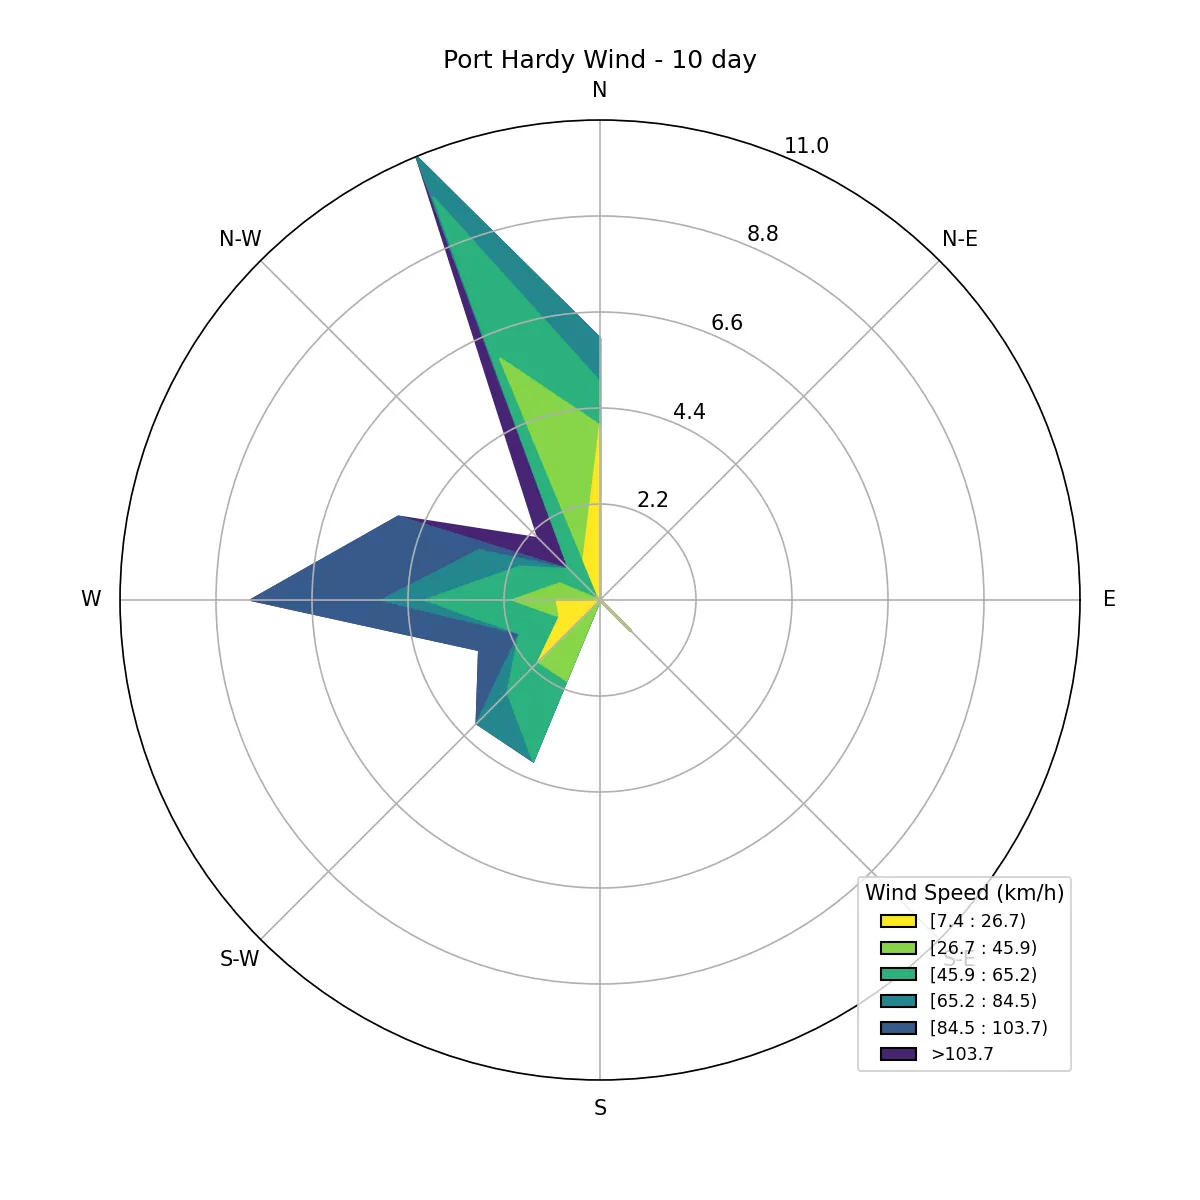 Port Hardy Wind - 10 day
N
11.0
N-W
8.8
N-E
6.6
4.4
2.2
W
E
S-W
S-E
S
Wind Speed (km/h)
[7.4 : 26.7)
[26.7 : 45.9)
[45.9 : 65.2)
[65.2 : 84.5)
[84.5 : 103.7)
>103.7